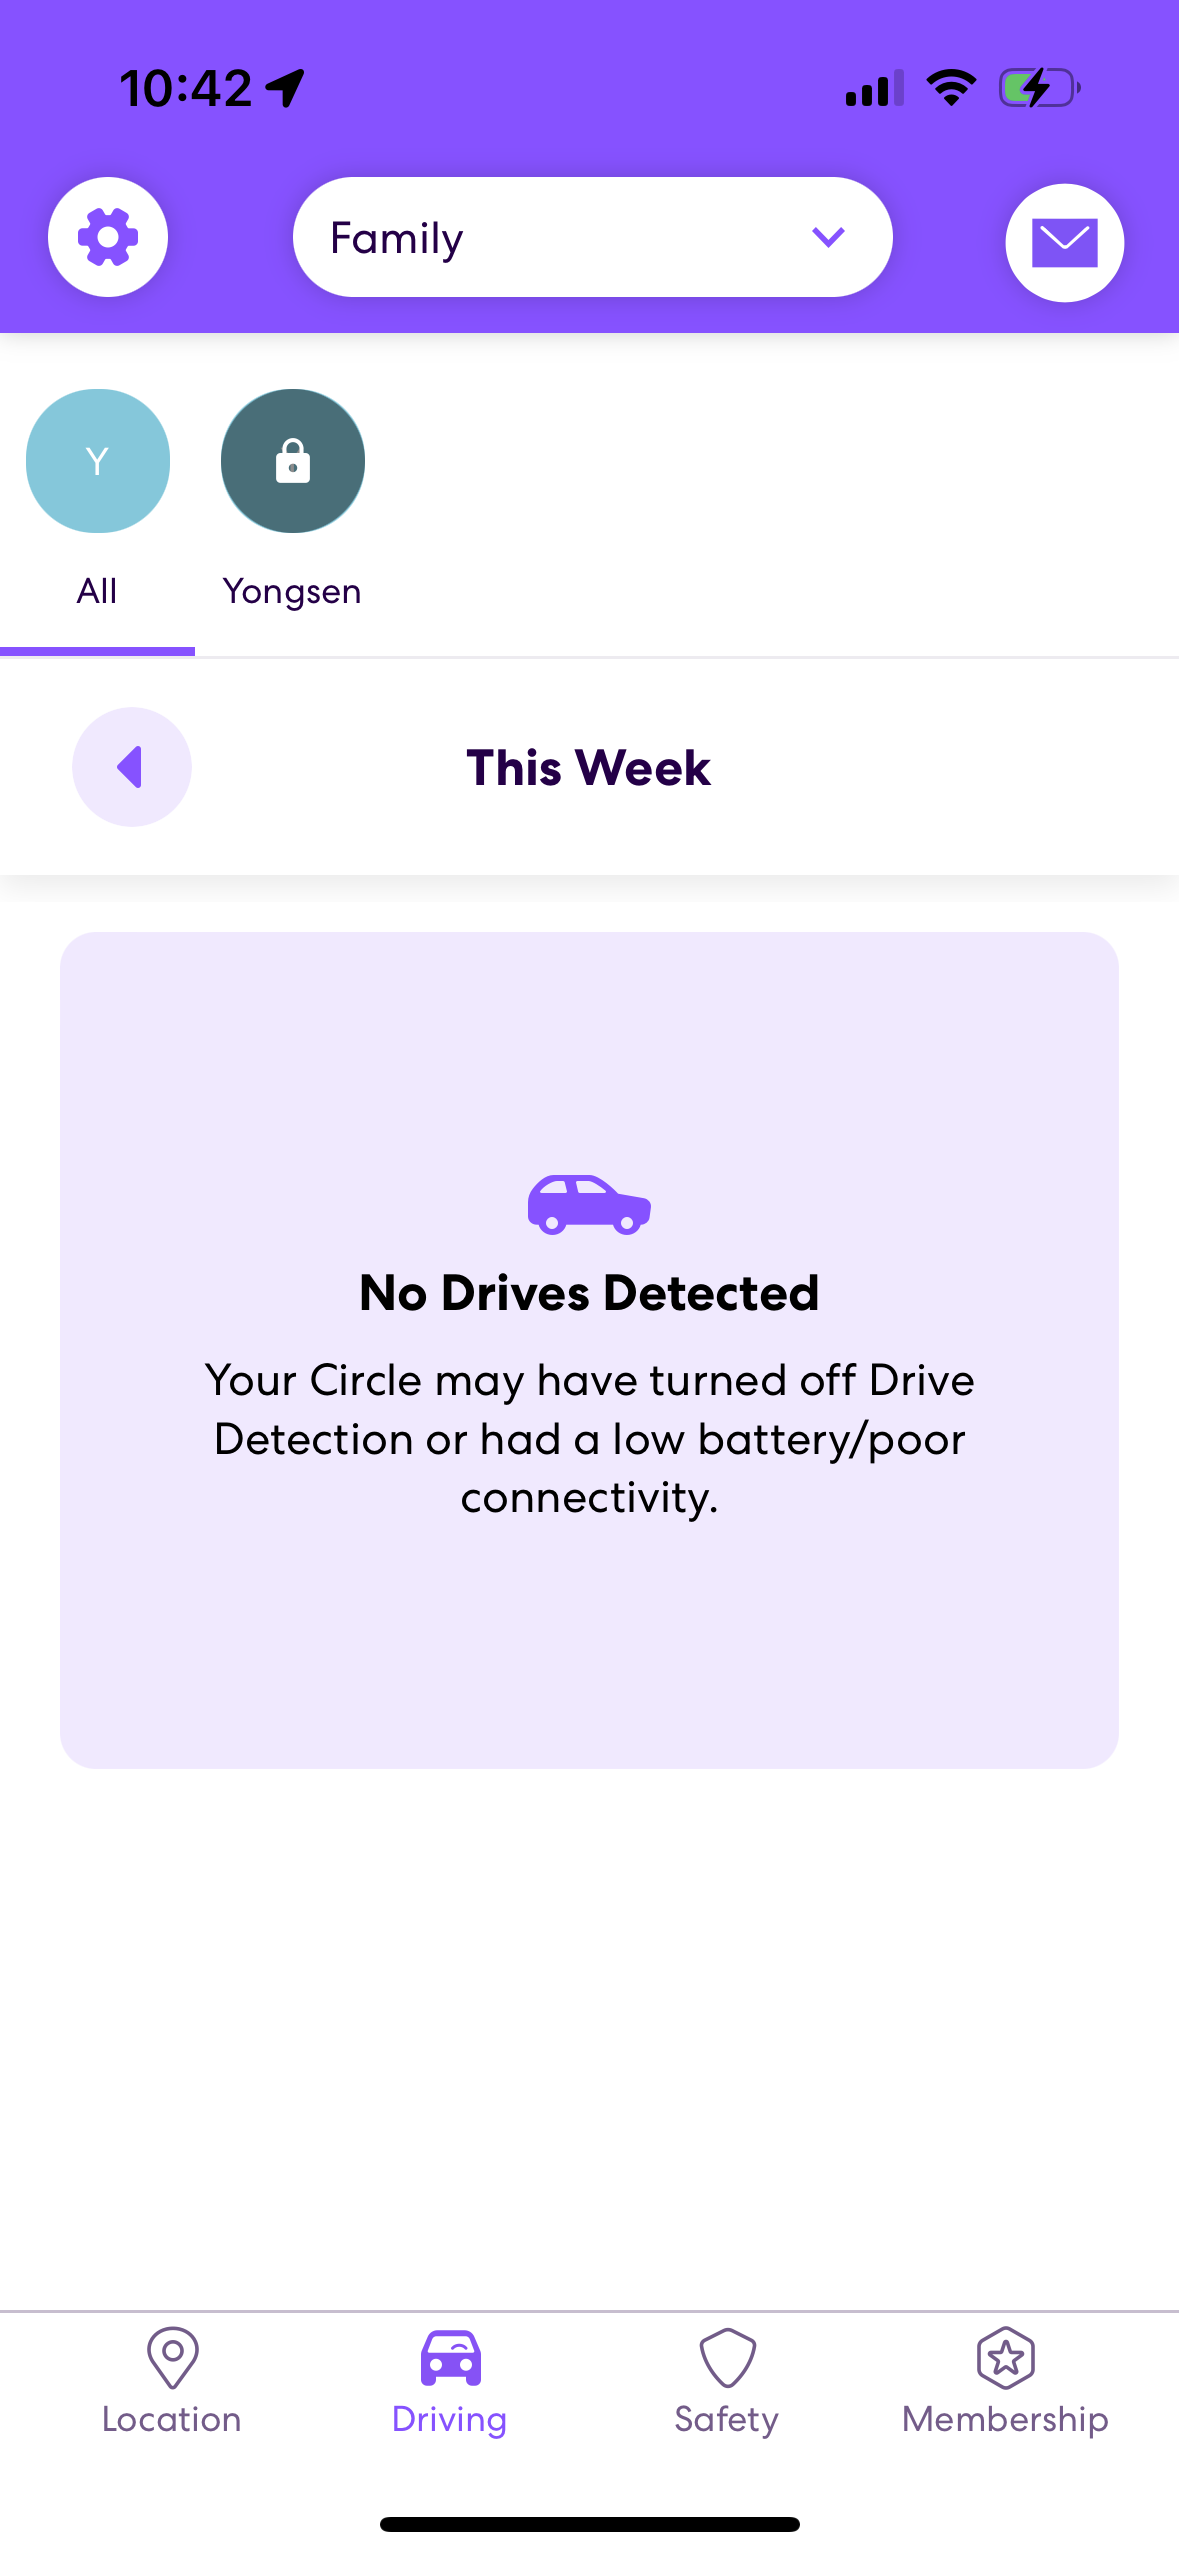 10:42
Family
Y
All
Yongsen
This Week
No Drives Detected
Your Circle may have turned off Drive
Detection or had a low battery/poor
connectivity.
Location
Driving
Safety
Membership